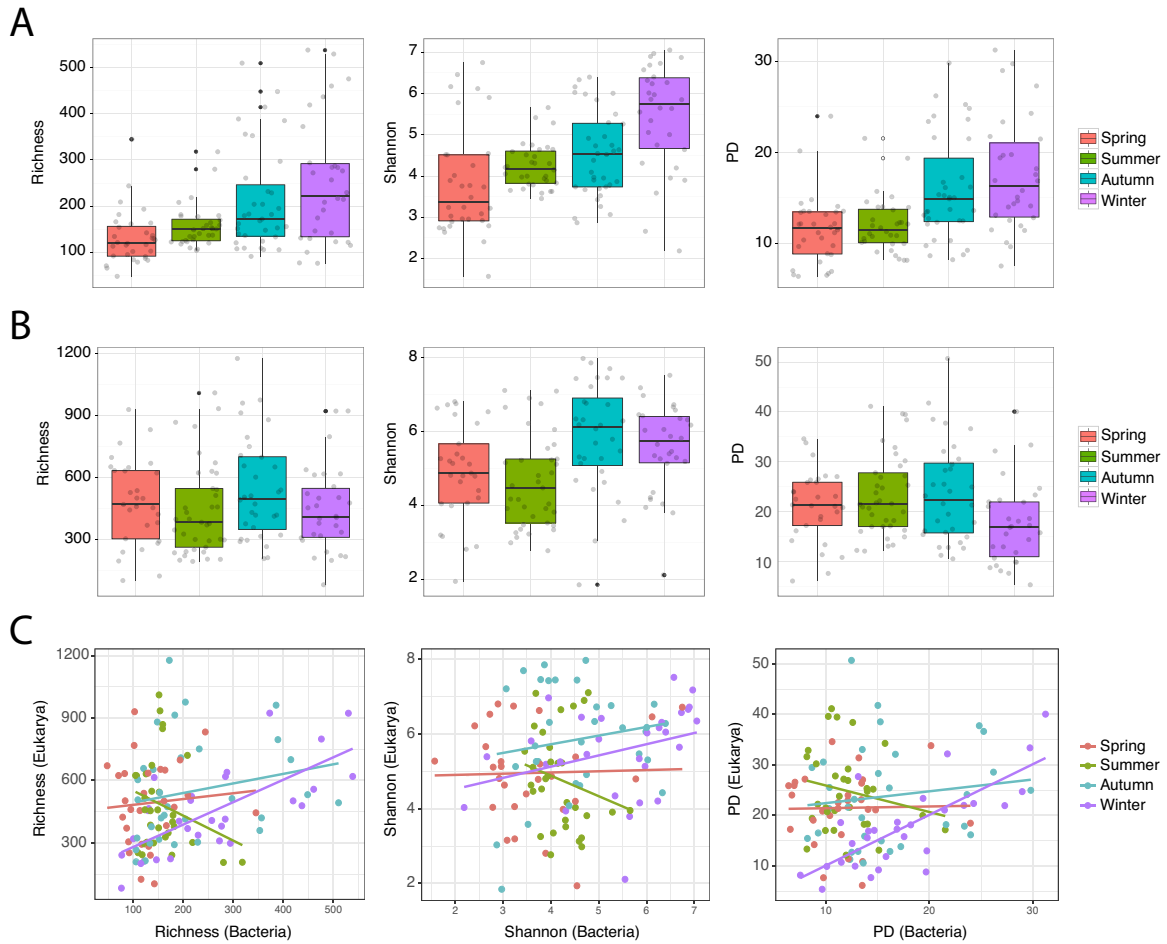 A
Richness
500
400
300
200
100
Shannon
7
6
5
4
3
2
PD
30
20
10
Spring
Summer
Autumn
Winter
B
Richness
1200
900
600
300
Shannon
8
6
4
2
PD
50
40
30
20
10
Spring
Summer
Autumn
Winter
C
Richness (Eukarya)
1200
900
600
300
100 200 300 400 500
Richness (Bacteria)
Shannon (Eukarya)
8
6
4
2
2 3 4 5 6 7
Shannon (Bacteria)
PD (Eukarya)
50
40
30
20
10
10 20 30
PD (Bacteria)
Spring
Summer
Autumn
Winter